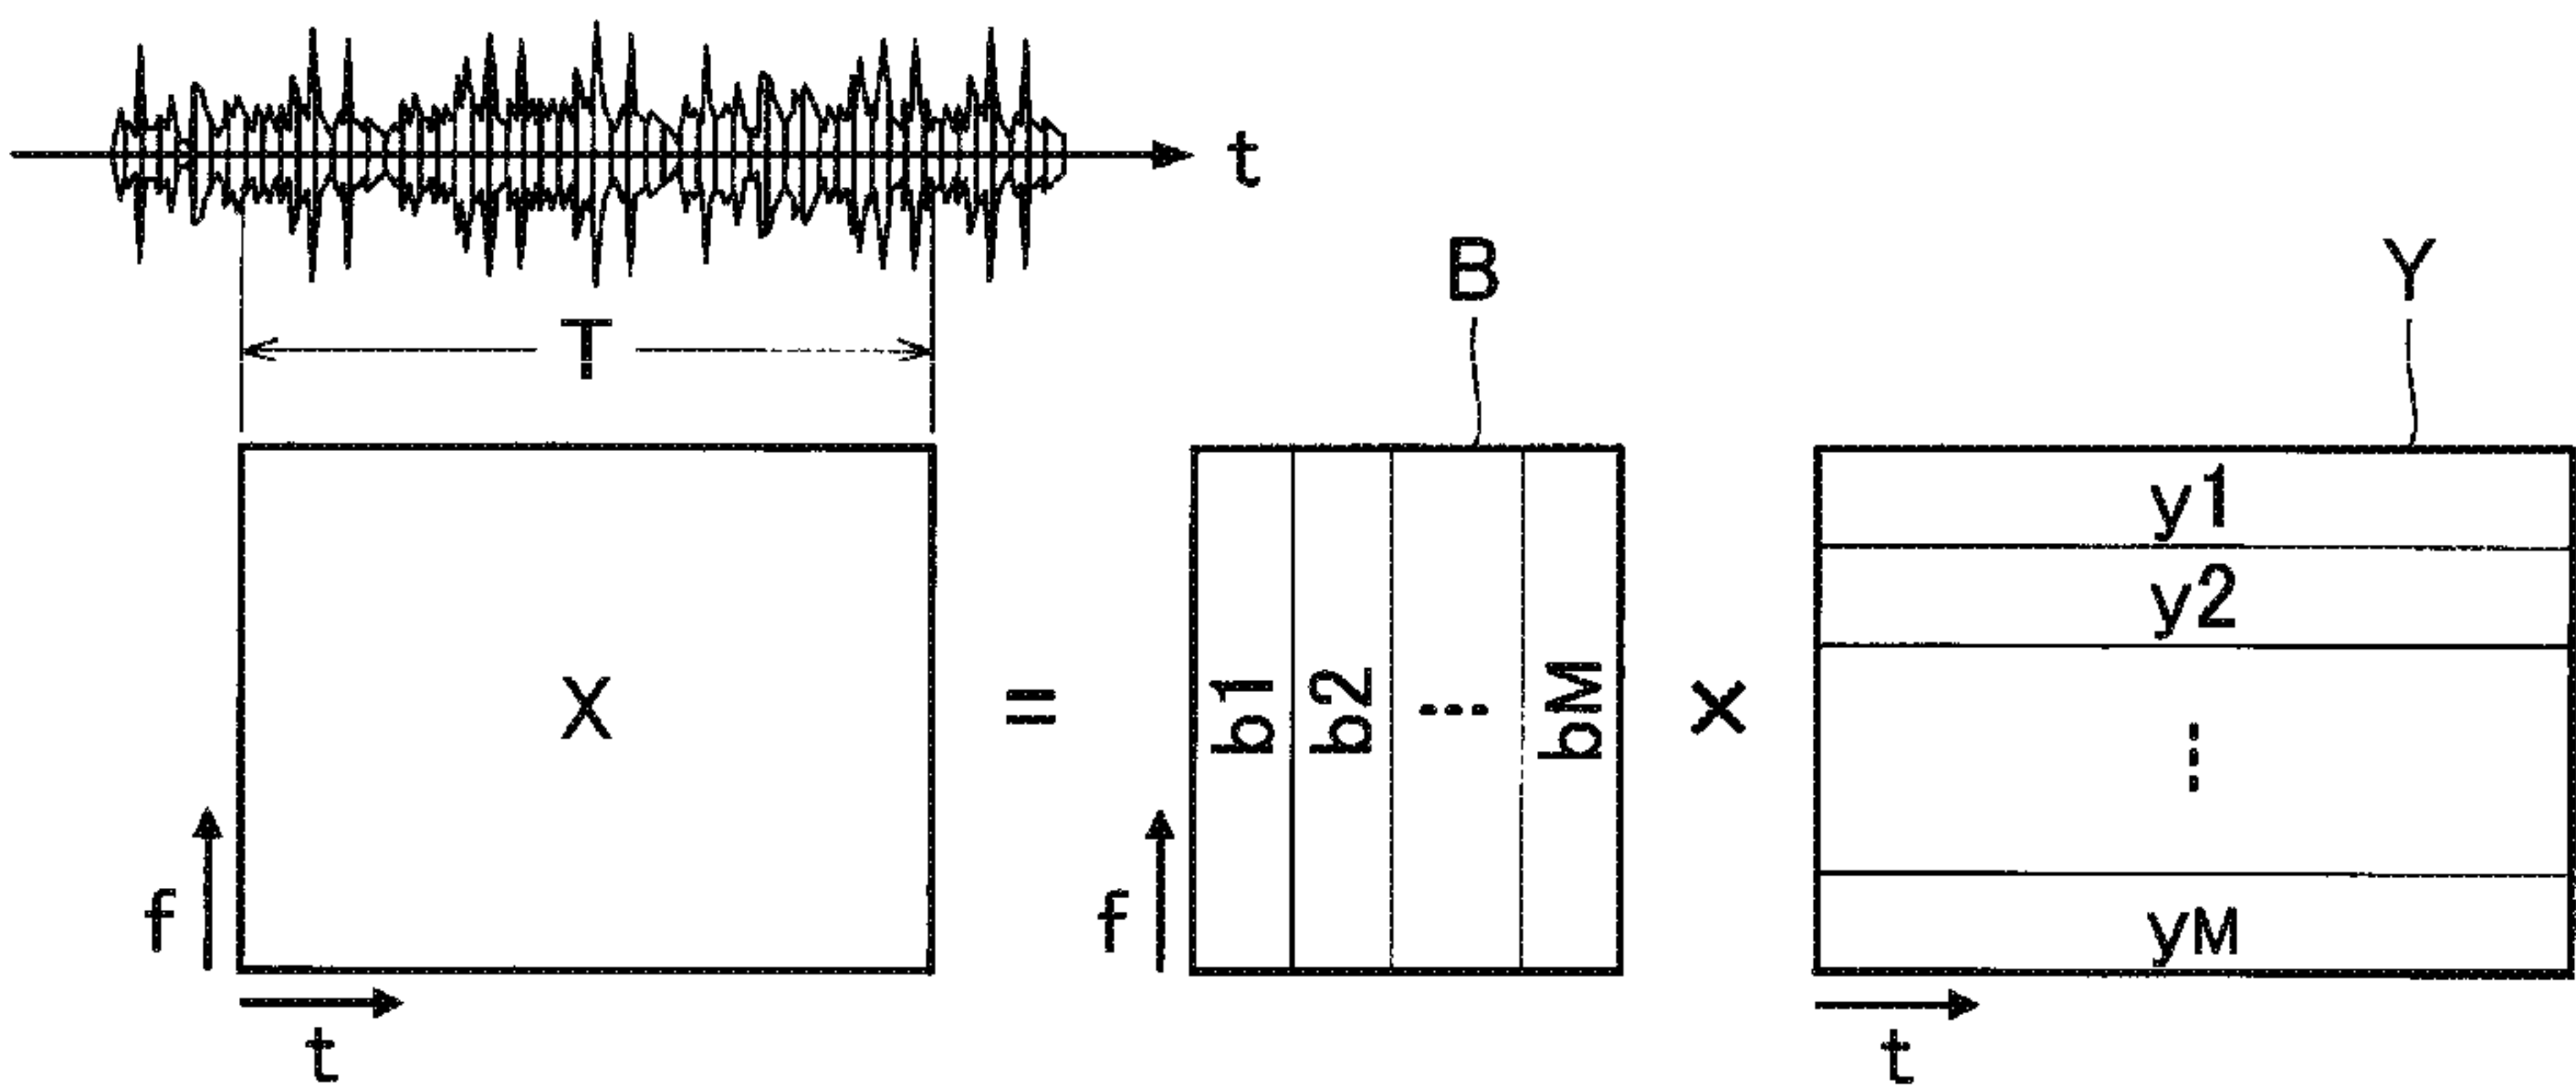 t
T
B
Y
X
=
b1
b2
...
bM
×
y1
y2
⋮
yM
f
t
f
t